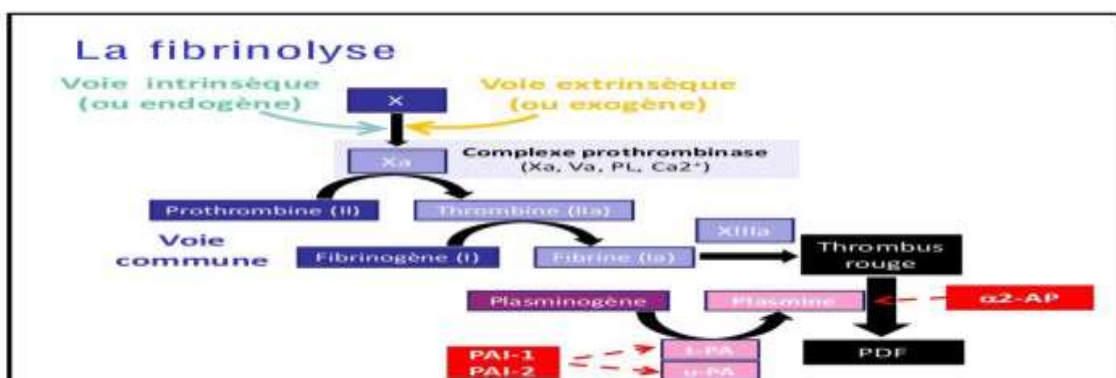 La fibrinolyse
Voie intrinsèque
(ou endogène)
X
Voie extrinsèque
(ou exogène)
Xa
Complexe prothrombinase
(Xa, Va, PL, Ca2+)
Prothrombine (II)
Thrombine (IIa)
XIIIa
Voie
commune
Fibrinogène (I)
Fibrine (Ia)
Thrombus
rouge
Plasminogène
Plasmine
α2-AP
PAI-1
PAI-2
t-PA
u-PA
PDF